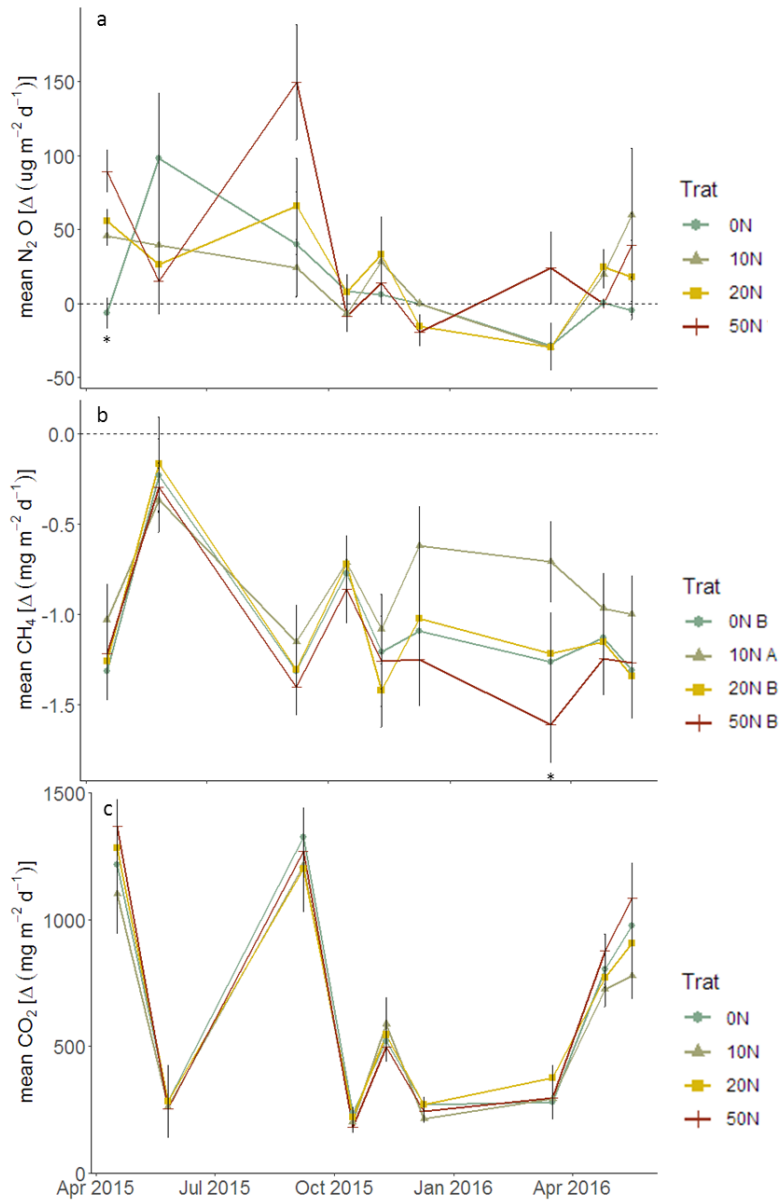 a
mean N₂ O [Δ (ug m⁻² d⁻¹)]
150
100
50
0
-50
*
Trat
0N
10N
20N
50N
b
mean CH₄ [Δ (mg m⁻² d⁻¹)]
0.0
-0.5
-1.0
-1.5
*
Trat
0N B
10N A
20N B
50N B
c
mean CO₂ [Δ (mg m⁻² d⁻¹)]
1500
1000
500
0
Apr 2015
Jul 2015
Oct 2015
Jan 2016
Apr 2016
Trat
0N
10N
20N
50N